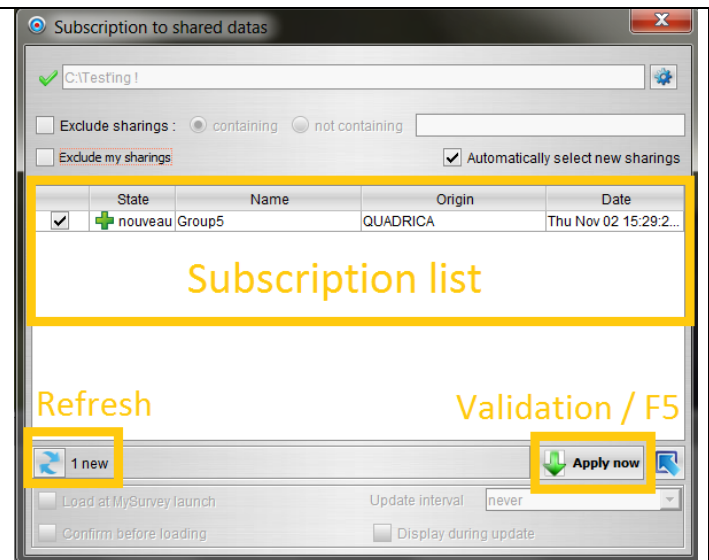 Subscription to shared datas
C:\Test'ing !
Exclude sharings : containing not containing
Exclude my sharings Automatically select new sharings
State Name Origin Date
nouveau Group5 QUADRICA Thu Nov 02 15:29:2...
Subscription list
Refresh Validation / F5
1 new Apply now
Load at MySurvey launch Update interval never
Confirm before loading Display during update